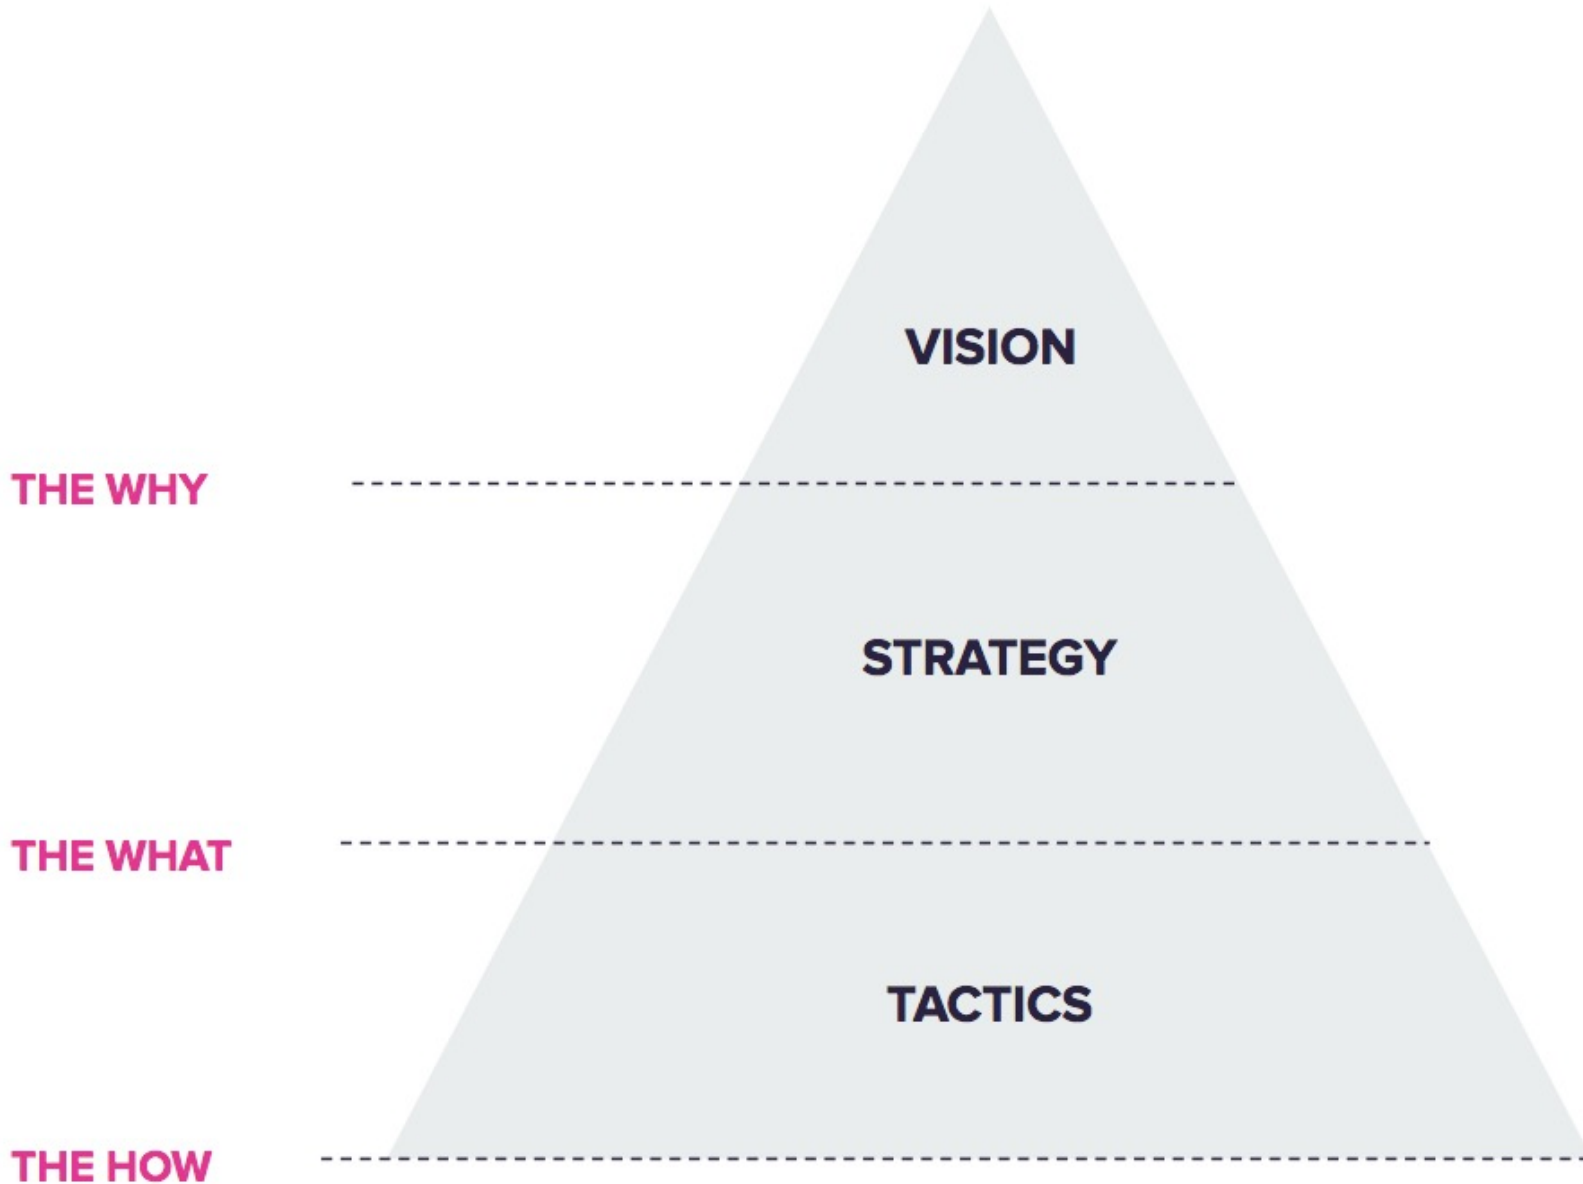 VISION
THE WHY
STRATEGY
THE WHAT
TACTICS
THE HOW